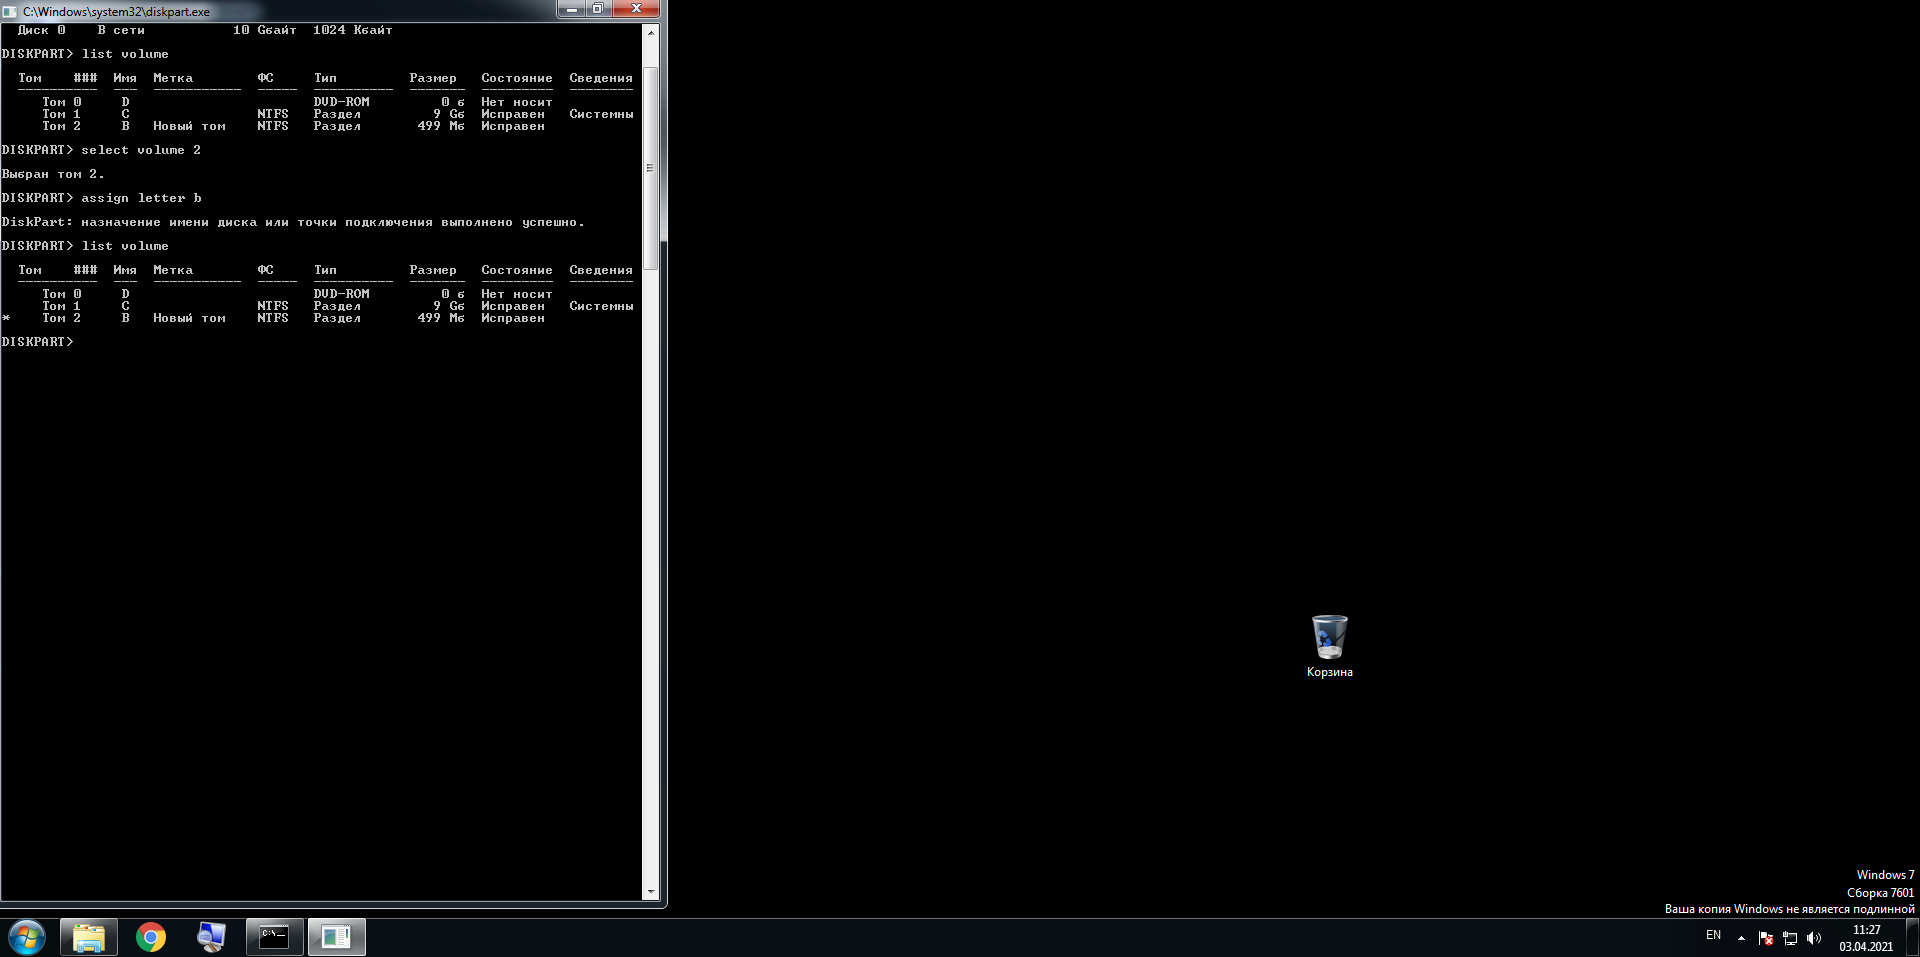 C:\Windows\system32\diskpart.exe
Диск 0    В сети           10 Gбайт  1024 Kбайт
DISKPART> list volume
Том    ###  Имя  Метка        ФС     Тип         Размер   Состояние  Сведения
----------  ---  -----------  -----  ----------  -------  ---------  --------
Том 0     D                       DVD-ROM         0 б  Нет носит
Том 1     C                NTFS   Раздел         9 Gб  Исправен   Системны
Том 2     B   Новый том    NTFS   Раздел       499 Mб  Исправен
DISKPART> select volume 2
Выбран том 2.
DISKPART> assign letter b
DiskPart: назначение имени диска или точки подключения выполнено успешно.
DISKPART> list volume
Том    ###  Имя  Метка        ФС     Тип         Размер   Состояние  Сведения
----------  ---  -----------  -----  ----------  -------  ---------  --------
Том 0     D                       DVD-ROM         0 б  Нет носит
Том 1     C                NTFS   Раздел         9 Gб  Исправен   Системны
*    Том 2     B   Новый том    NTFS   Раздел       499 Mб  Исправен
DISKPART>
Корзина
Windows 7
Сборка 7601
Ваша копия Windows не является подлинной
C:\_
EN
11:27
03.04.2021